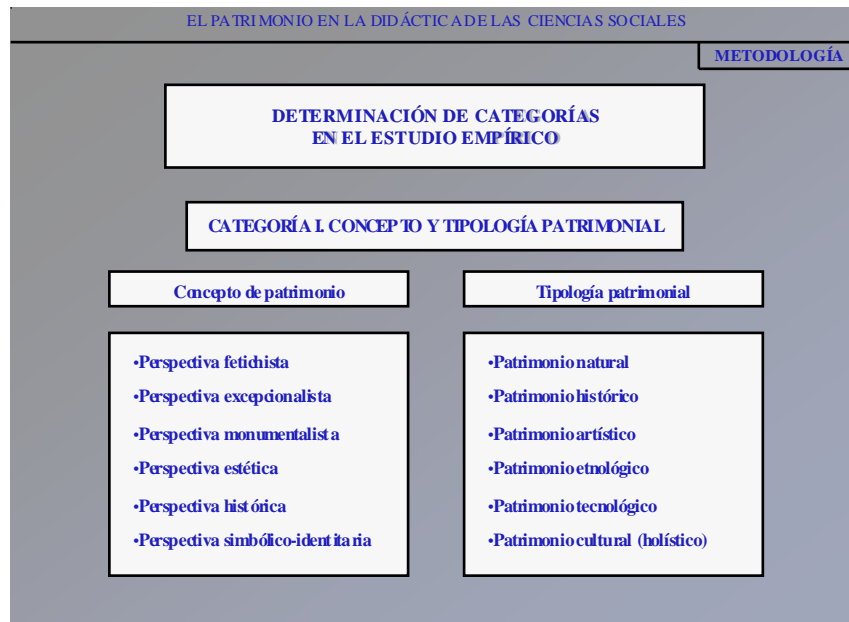 EL PATRIMONIO EN LA DIDÁCTICA DE LAS CIENCIAS SOCIALES
METODOLOGÍA
DETERMINACIÓN DE CATEGORÍAS
EN EL ESTUDIO EMPÍRICO
CATEGORÍA I. CONCEPTO Y TIPOLOGÍA PATRIMONIAL
Concepto de patrimonio
•Perspectiva fetichista
•Perspectiva excepcionalista
•Perspectiva monumentalista
•Perspectiva estética
•Perspectiva histórica
•Perspectiva simbólico-identitaria
Tipología patrimonial
•Patrimonio natural
•Patrimonio histórico
•Patrimonio artístico
•Patrimonio etnológico
•Patrimonio tecnológico
•Patrimonio cultural (holístico)